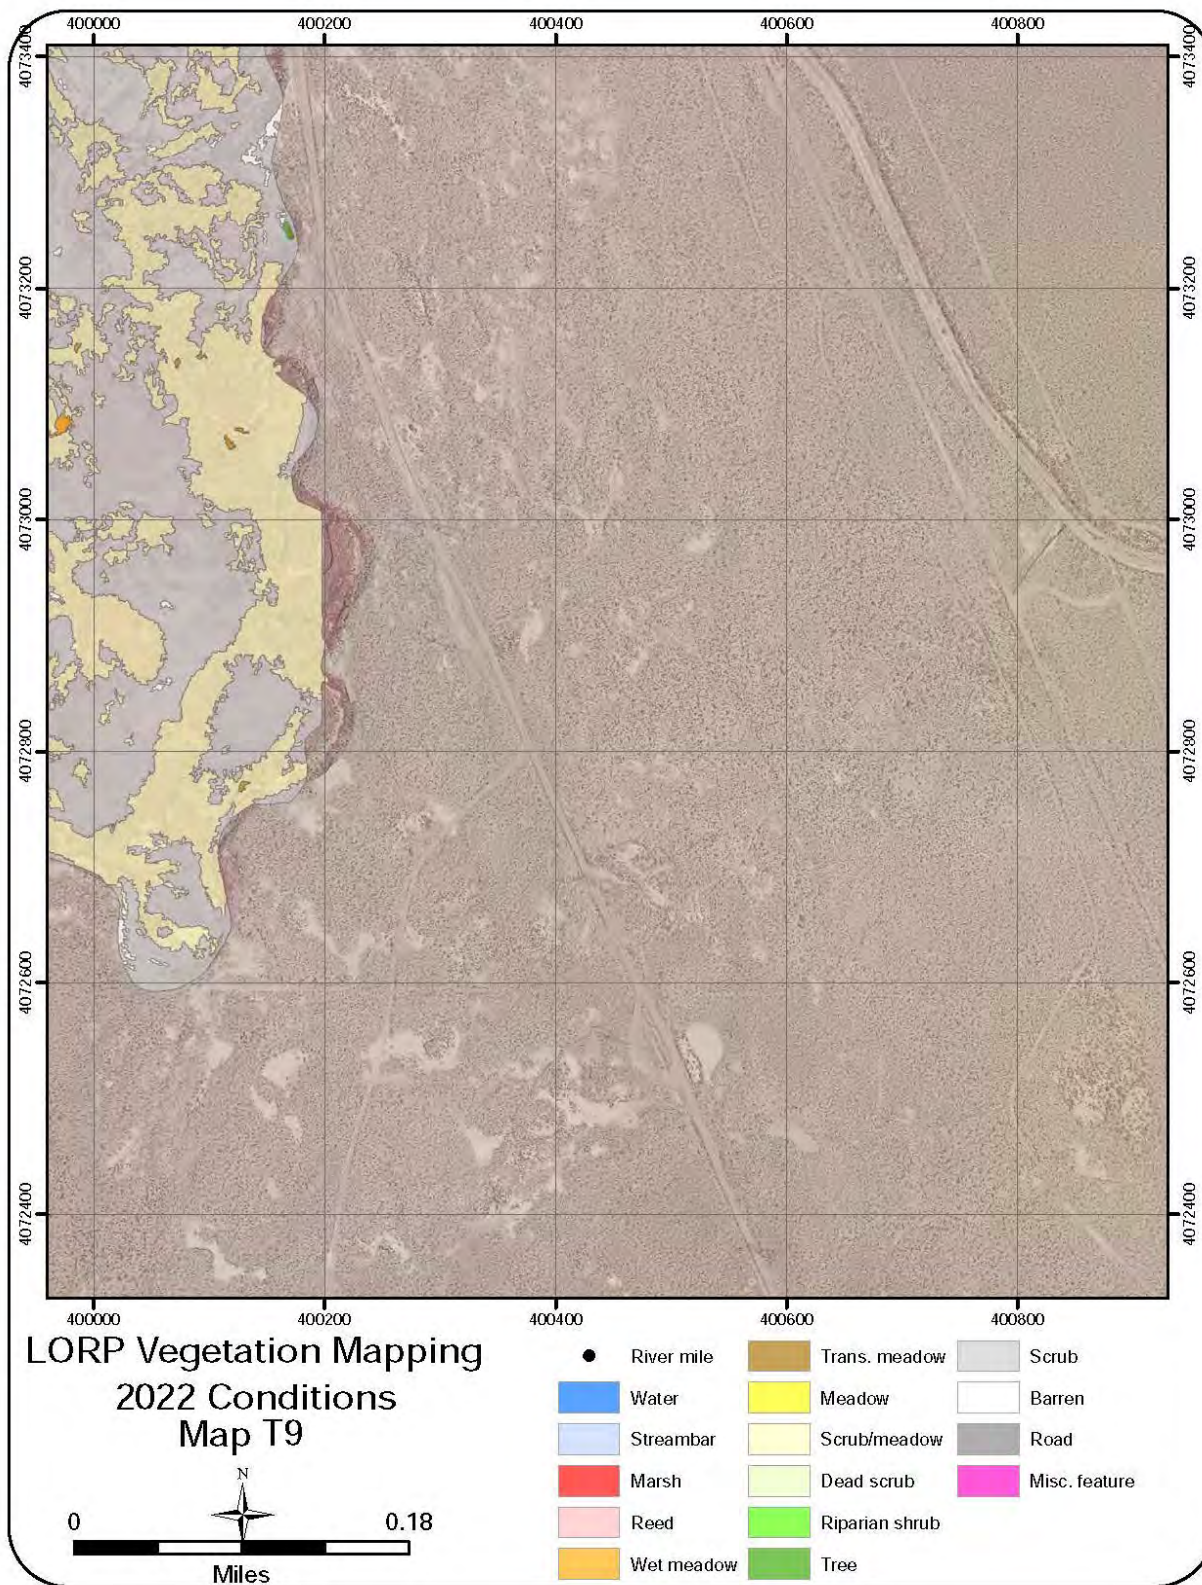 400000 400200 400400 400600 400800
4073400 4073400
4073200 4073200
4073000 4073000
4072800 4072800
4072600 4072600
4072400 4072400
400000 400200 400400 400600 400800
LORP Vegetation Mapping
2022 Conditions
Map T9
N
0 0.18
Miles
River mile
Water
Streambar
Marsh
Reed
Wet meadow
Trans. meadow
Meadow
Scrub/meadow
Dead scrub
Riparian shrub
Tree
Scrub
Barren
Road
Misc. feature